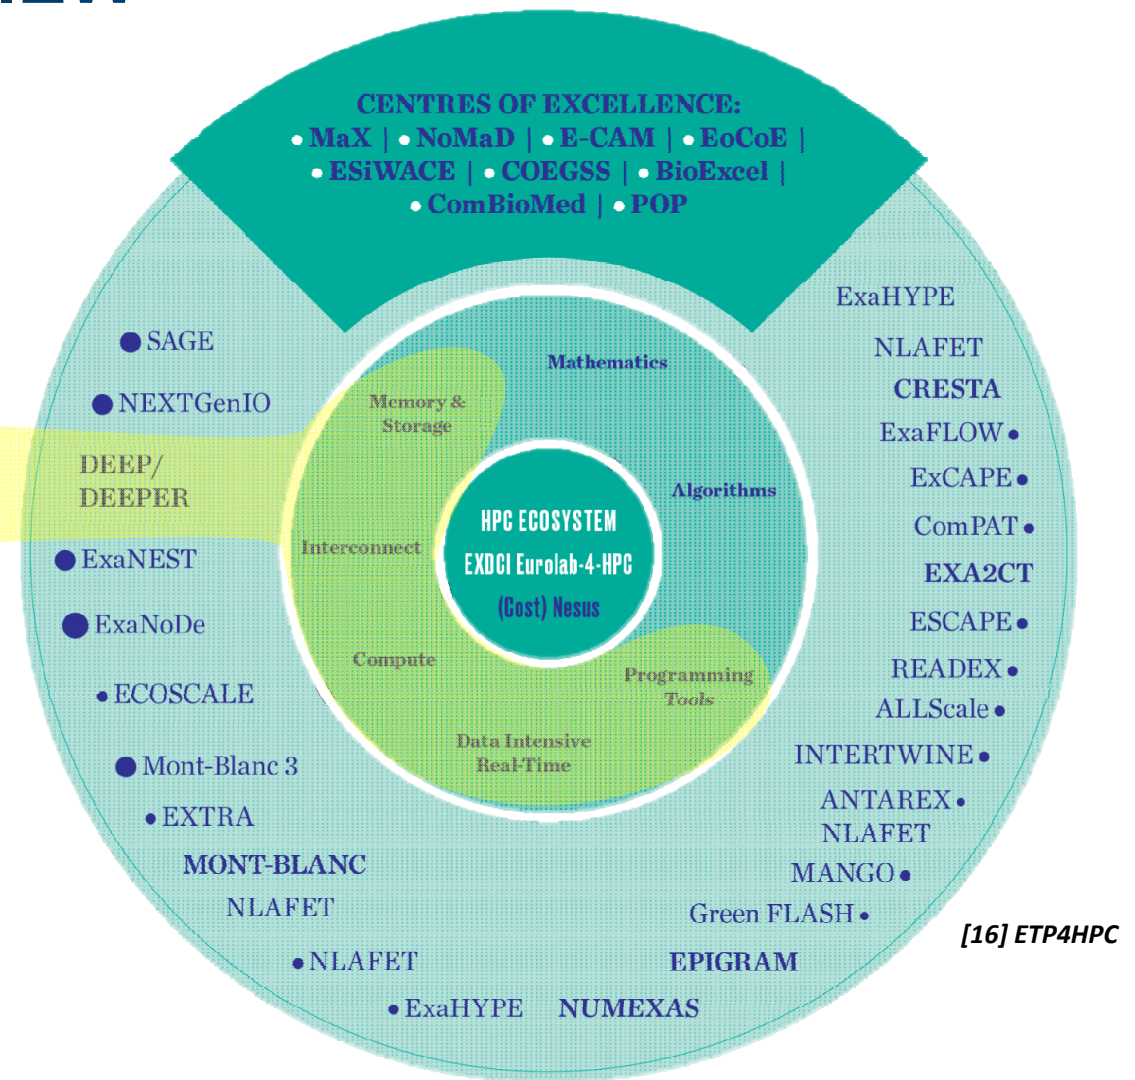 CENTRES OF EXCELLENCE:
• MaX | • NoMaD | • E-CAM | • EoCoE |
• ESiWACE | • COEGSS | • BioExcel |
• ComBioMed | • POP
ExaHYPE
NLAFET
CRESTA
ExaFLOW •
ExCAPE •
ComPAT •
EXA2CT
ESCAPE •
READEX •
ALLScale •
INTERTWINE •
ANTAREX •
NLAFET
MANGO •
Green FLASH •
EPIGRAM
NUMEXAS
• SAGE
• NEXTGenIO
DEEP/
DEEPER
• ExaNEST
• ExaNoDe
• ECOSCALE
• Mont-Blanc 3
• EXTRA
MONT-BLANC
NLAFET
• NLAFET
• ExaHYPE
Mathematics
Algorithms
Memory &
Storage
Interconnect
Compute
Data Intensive
Real-Time
Programming
Tools
HPC ECOSYSTEM
EXDCI Eurolab-4-HPC
(Cost) Nesus
[16] ETP4HPC